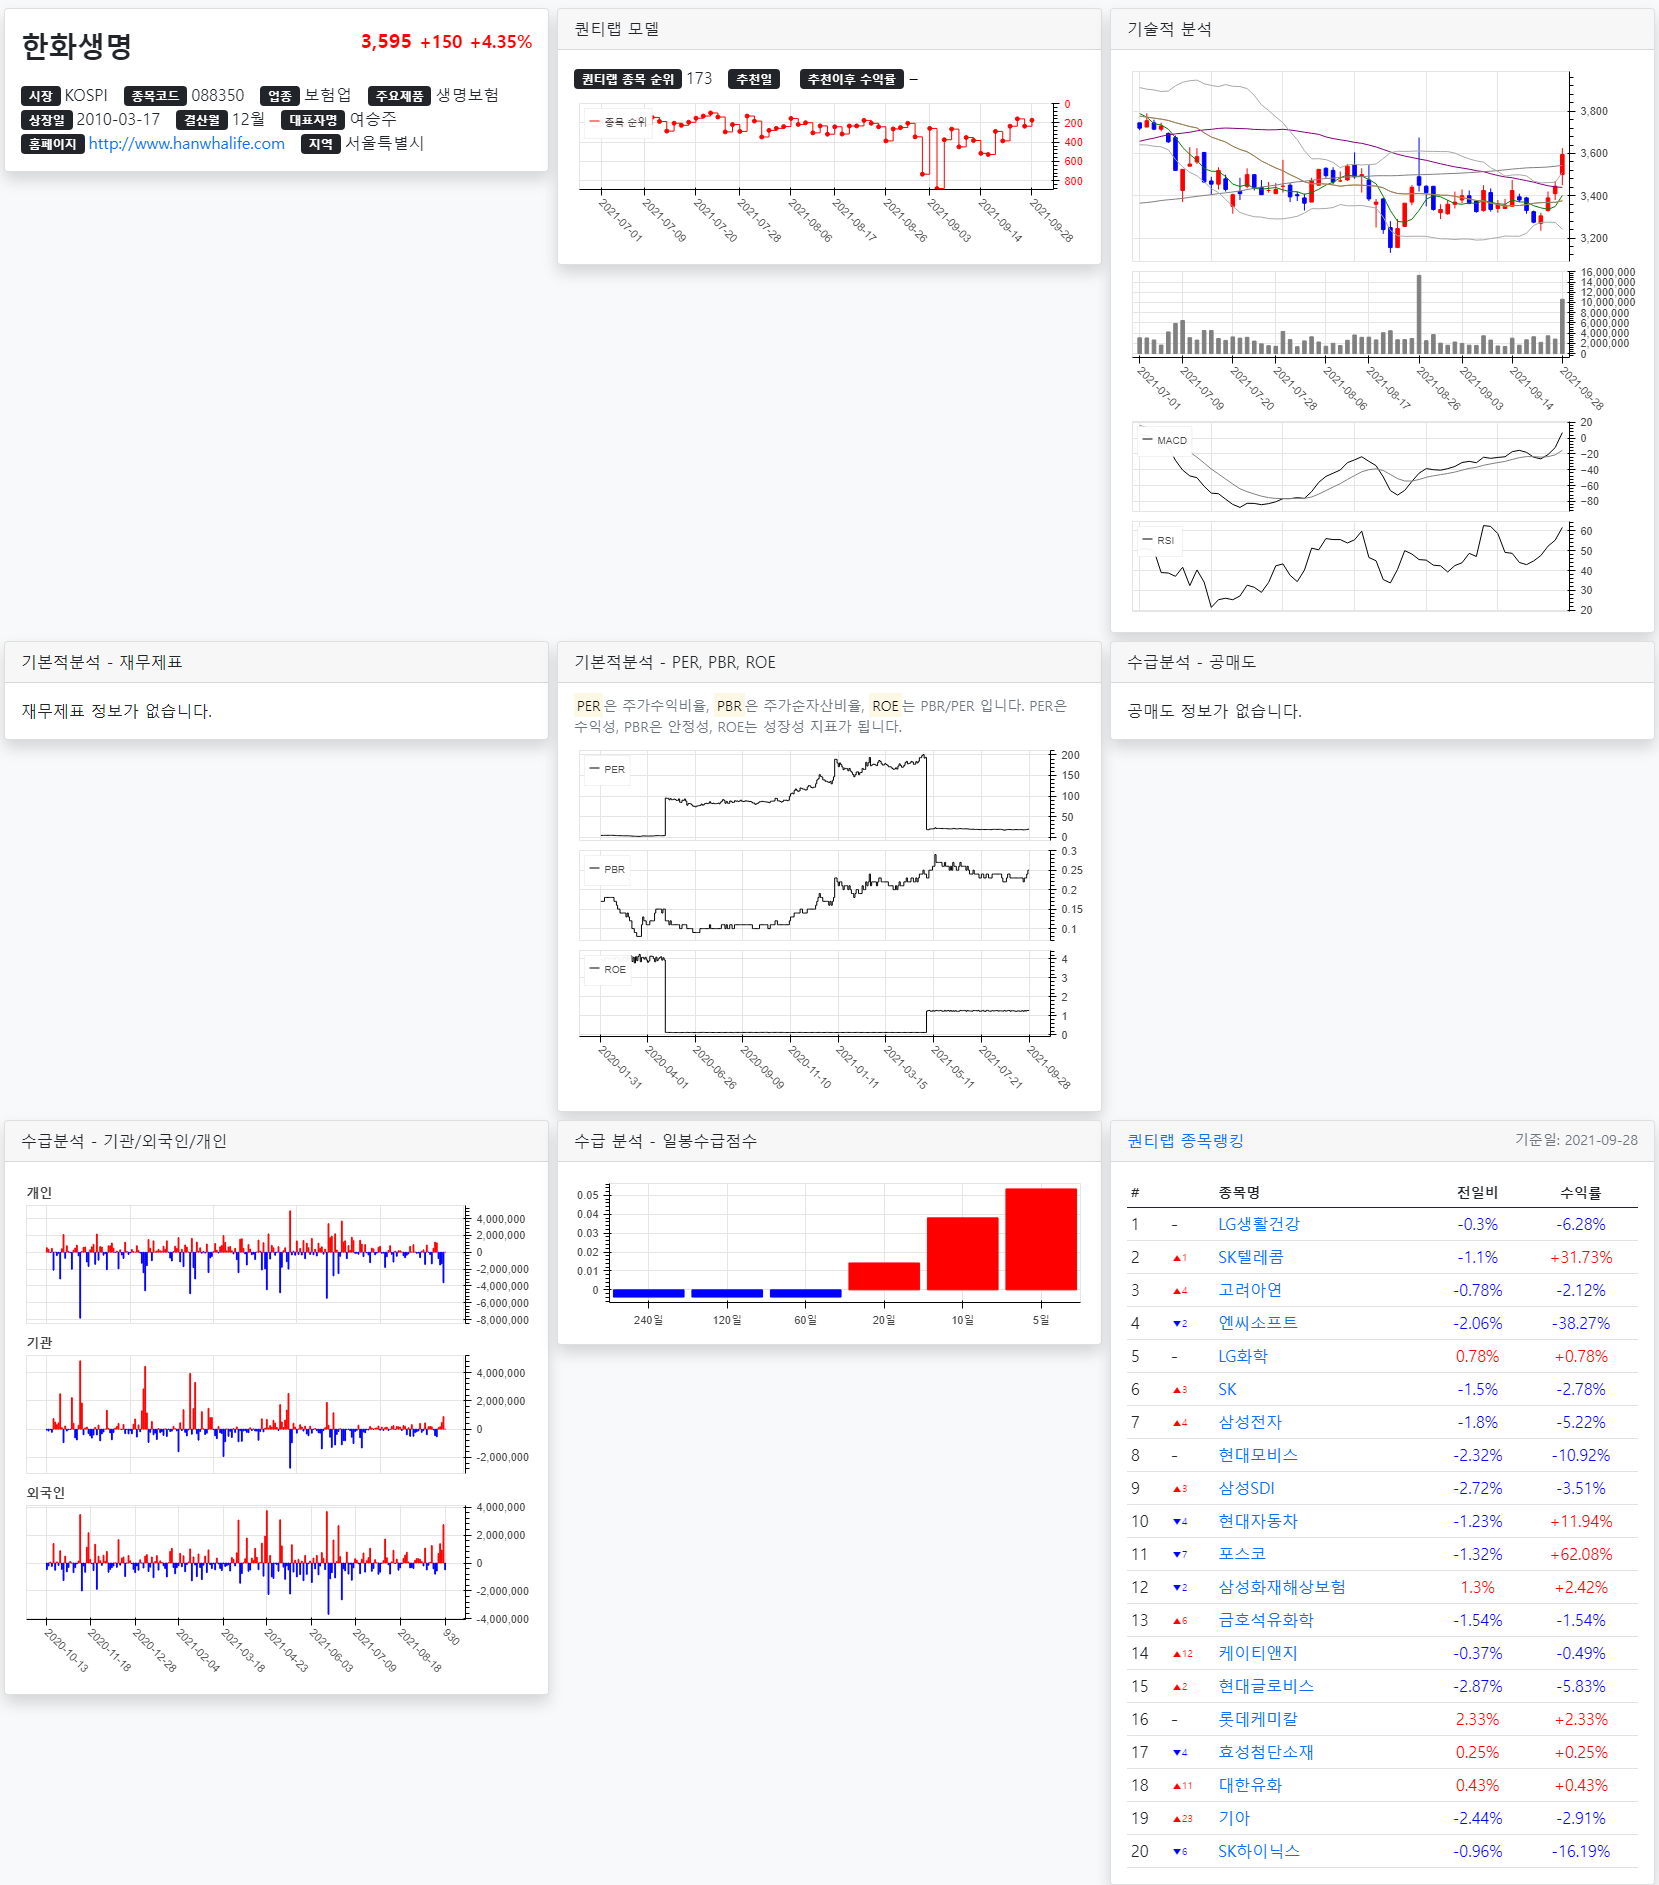 한화생명
3,595 +150 +4.35%
시장 KOSPI 종목코드 088350 업종 보험업 주요제품 생명보험
상장일 2010-03-17 결산월 12월 대표자명 여승주
홈페이지 http://www.hanwhalife.com 지역 서울특별시
퀀티랩 모델
퀀티랩 종목 순위 173 추천일 추천이후 수익률 –
종목 순위
0
200
400
600
800
2021-07-01
2021-07-09
2021-07-20
2021-07-28
2021-08-06
2021-08-17
2021-08-26
2021-09-03
2021-09-14
2021-09-28
기술적 분석
3,800
3,600
3,400
3,200
16,000,000
14,000,000
12,000,000
10,000,000
8,000,000
6,000,000
4,000,000
2,000,000
0
2021-07-01
2021-07-09
2021-07-20
2021-07-28
2021-08-06
2021-08-17
2021-08-26
2021-09-03
2021-09-14
2021-09-28
MACD
20
0
−20
−40
−60
−80
RSI
60
50
40
30
20
기본적분석 - 재무제표
재무제표 정보가 없습니다.
기본적분석 - PER, PBR, ROE
PER은 주가수익비율, PBR은 주가순자산비율, ROE는 PBR/PER 입니다. PER은
수익성, PBR은 안정성, ROE는 성장성 지표가 됩니다.
PER
200
150
100
50
0
PBR
0.3
0.25
0.2
0.15
0.1
ROE
4
3
2
1
0
2020-01-31
2020-04-01
2020-06-26
2020-09-09
2020-11-10
2021-01-11
2021-03-15
2021-05-11
2021-07-21
2021-09-28
수급분석 - 공매도
공매도 정보가 없습니다.
수급분석 - 기관/외국인/개인
개인
4,000,000
2,000,000
0
-2,000,000
-4,000,000
-6,000,000
-8,000,000
기관
4,000,000
2,000,000
0
-2,000,000
외국인
4,000,000
2,000,000
0
-2,000,000
-4,000,000
2020-10-13
2020-11-18
2020-12-28
2021-02-04
2021-03-18
2021-04-23
2021-06-03
2021-07-09
2021-08-18
930
수급 분석 - 일봉수급점수
0.05
0.04
0.03
0.02
0.01
0
240일 120일 60일 20일 10일 5일
퀀티랩 종목랭킹 기준일: 2021-09-28
# 종목명 전일비 수익률
1 - LG생활건강 -0.3% -6.28%
2 ▲1 SK텔레콤 -1.1% +31.73%
3 ▲4 고려아연 -0.78% -2.12%
4 ▼2 엔씨소프트 -2.06% -38.27%
5 - LG화학 0.78% +0.78%
6 ▲3 SK -1.5% -2.78%
7 ▲4 삼성전자 -1.8% -5.22%
8 - 현대모비스 -2.32% -10.92%
9 ▲3 삼성SDI -2.72% -3.51%
10 ▼4 현대자동차 -1.23% +11.94%
11 ▼7 포스코 -1.32% +62.08%
12 ▼2 삼성화재해상보험 1.3% +2.42%
13 ▲6 금호석유화학 -1.54% -1.54%
14 ▲12 케이티앤지 -0.37% -0.49%
15 ▲2 현대글로비스 -2.87% -5.83%
16 - 롯데케미칼 2.33% +2.33%
17 ▼4 효성첨단소재 0.25% +0.25%
18 ▲11 대한유화 0.43% +0.43%
19 ▲23 기아 -2.44% -2.91%
20 ▼6 SK하이닉스 -0.96% -16.19%